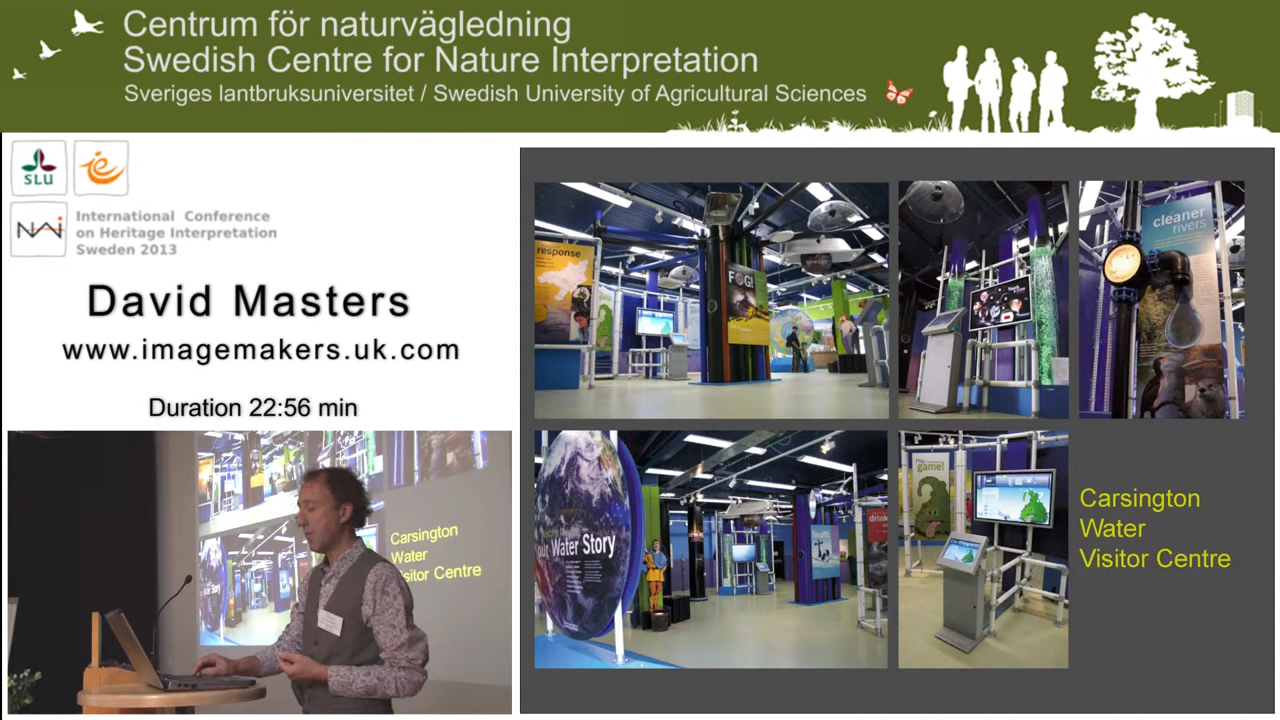 Centrum för naturvägledning
Swedish Centre for Nature Interpretation
Sveriges lantbruksuniversitet / Swedish University of Agricultural Sciences
SLU
NAi
International Conference
on Heritage Interpretation
Sweden 2013
David Masters
www.imagemakers.uk.com
Duration 22:56 min
Carsington
Water
Visitor Centre
response
FOG!
cleaner
rivers
our Water Story
Play
game!
drink
Carsington
Water
Visitor Centre